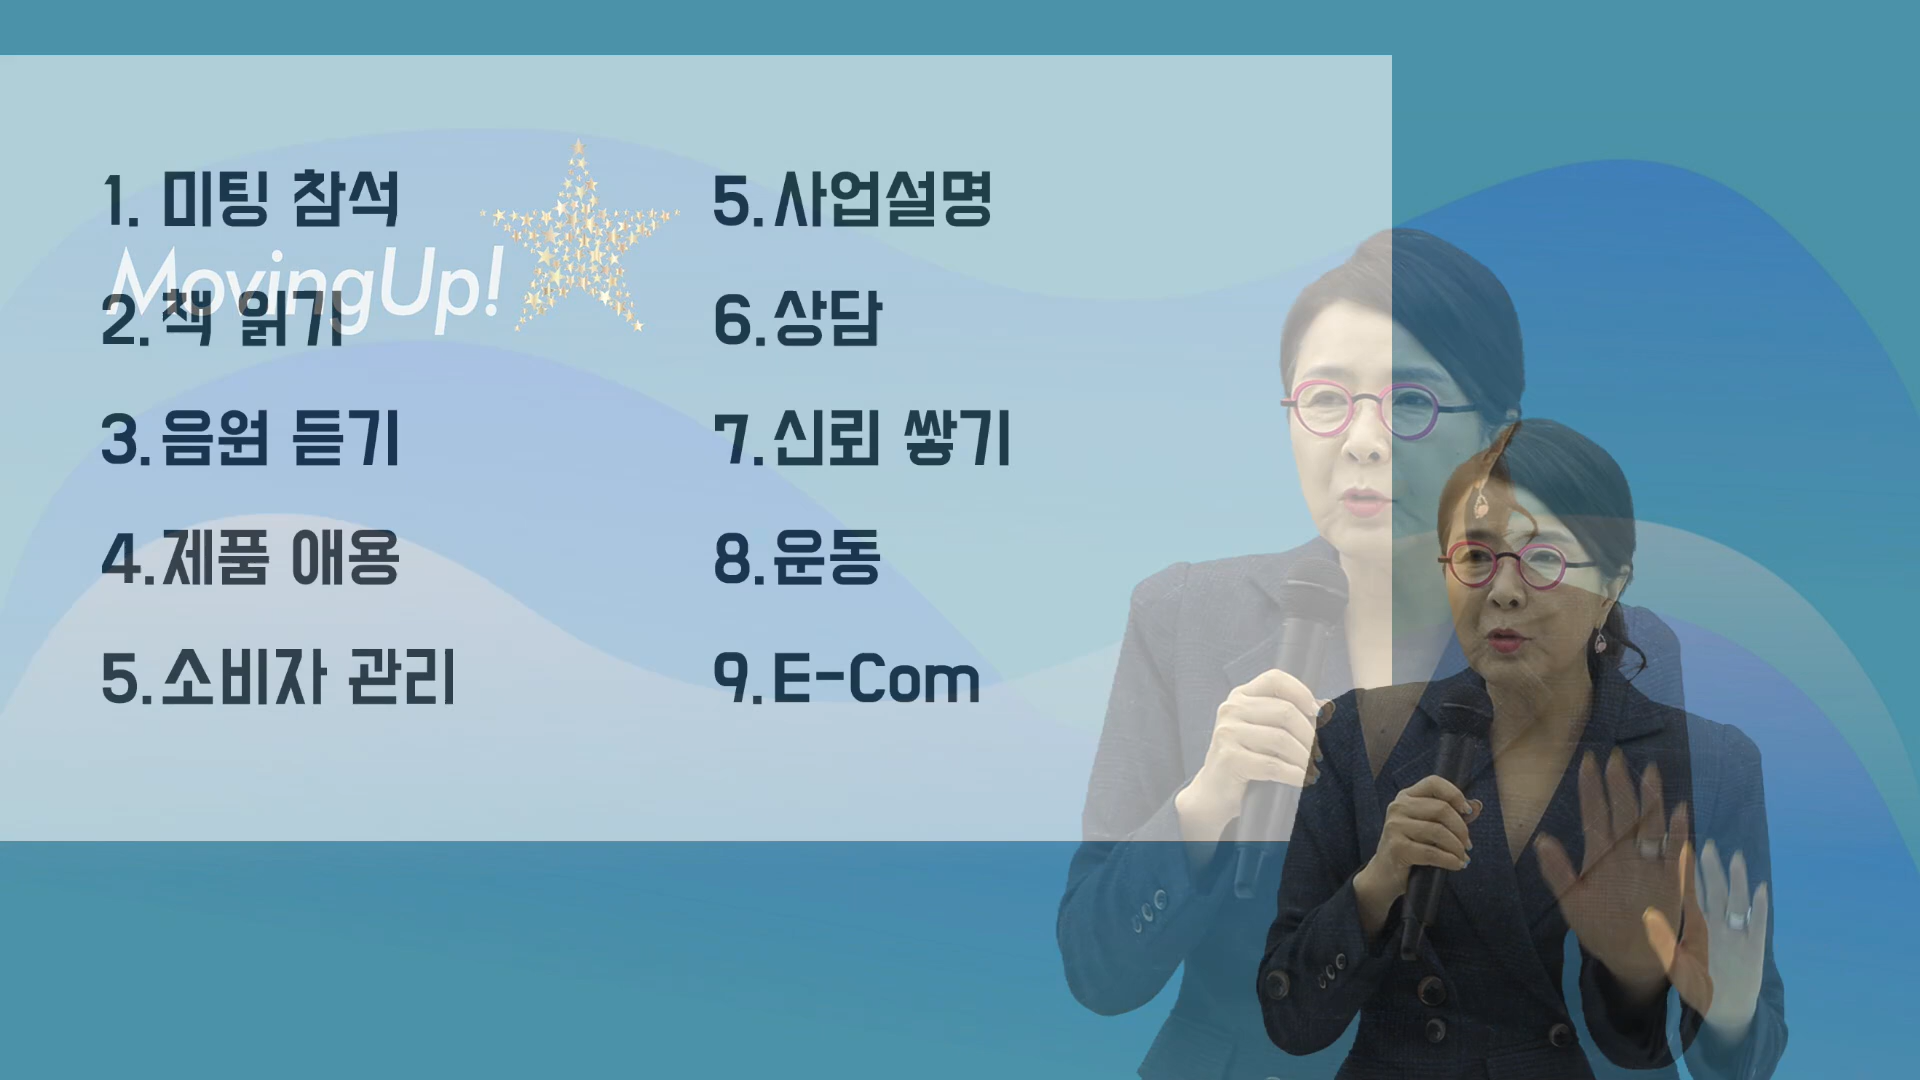 1. 미팅 참석
MovingUp!
2. 책 읽기
3. 음원 듣기
4. 제품 애용
5. 소비자 관리
5. 사업설명
6. 상담
7. 신뢰 쌓기
8. 운동
9. E-Com